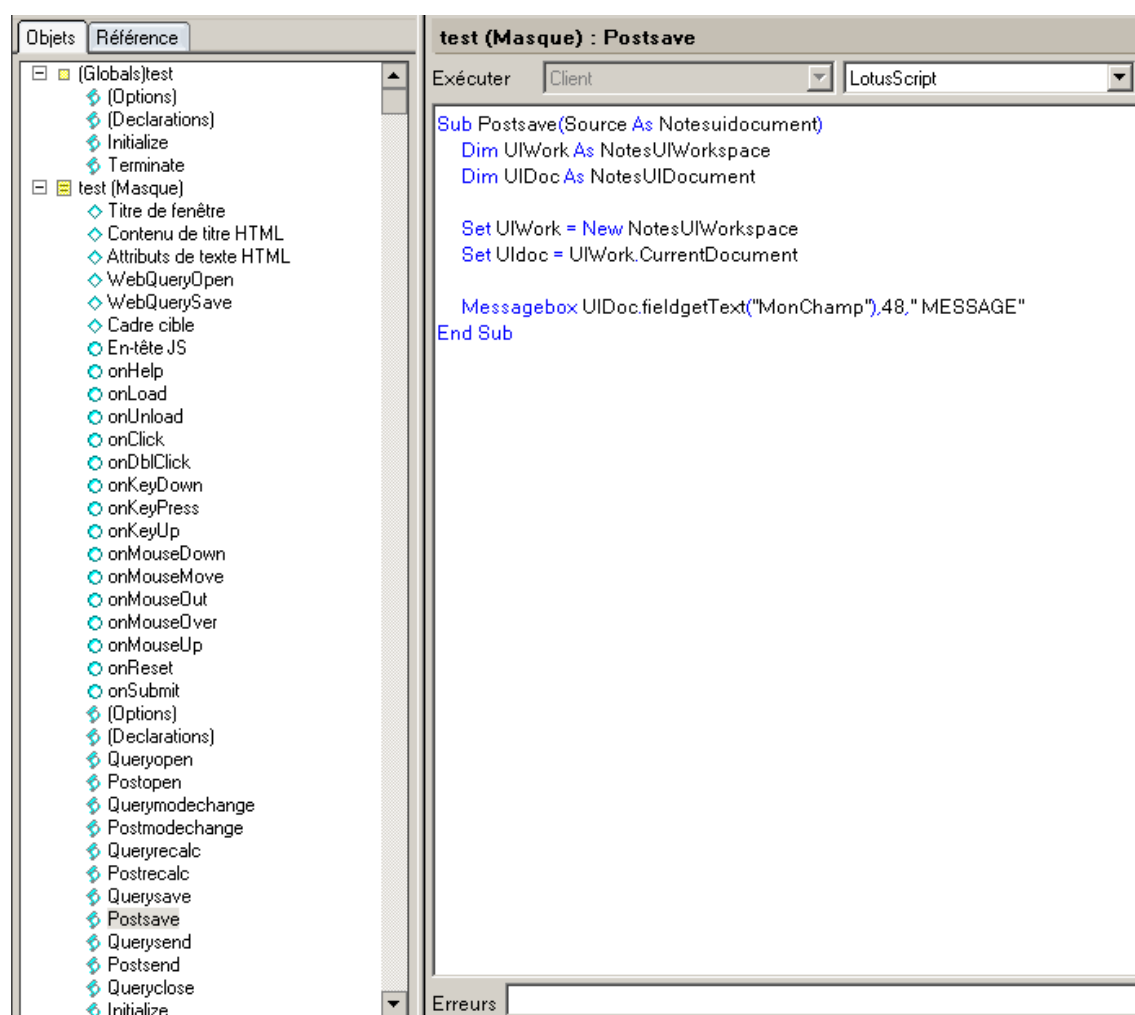 Objets
Référence
(Globals)test
(Options)
(Declarations)
Initialize
Terminate
test (Masque)
Titre de fenêtre
Contenu de titre HTML
Attributs de texte HTML
WebQueryOpen
WebQuerySave
Cadre cible
En-tête JS
onHelp
onLoad
onUnload
onClick
onDblClick
onKeyDown
onKeyPress
onKeyUp
onMouseDown
onMouseMove
onMouseOut
onMouseOver
onMouseUp
onReset
onSubmit
(Options)
(Declarations)
Queryopen
Postopen
Querymodechange
Postmodechange
Queryrecalc
Postrecalc
Querysave
Postsave
Querysend
Postsend
Queryclose
Initialize
test (Masque) : Postsave
Exécuter Client LotusScript
Sub Postsave(Source As Notesuidocument)
Dim UIWork As NotesUIWorkspace
Dim UIDoc As NotesUIDocument
Set UIWork = New NotesUIWorkspace
Set UIdoc = UIWork.CurrentDocument
Messagebox UIDoc.fieldgetText("MonChamp"),48," MESSAGE"
End Sub
Erreurs